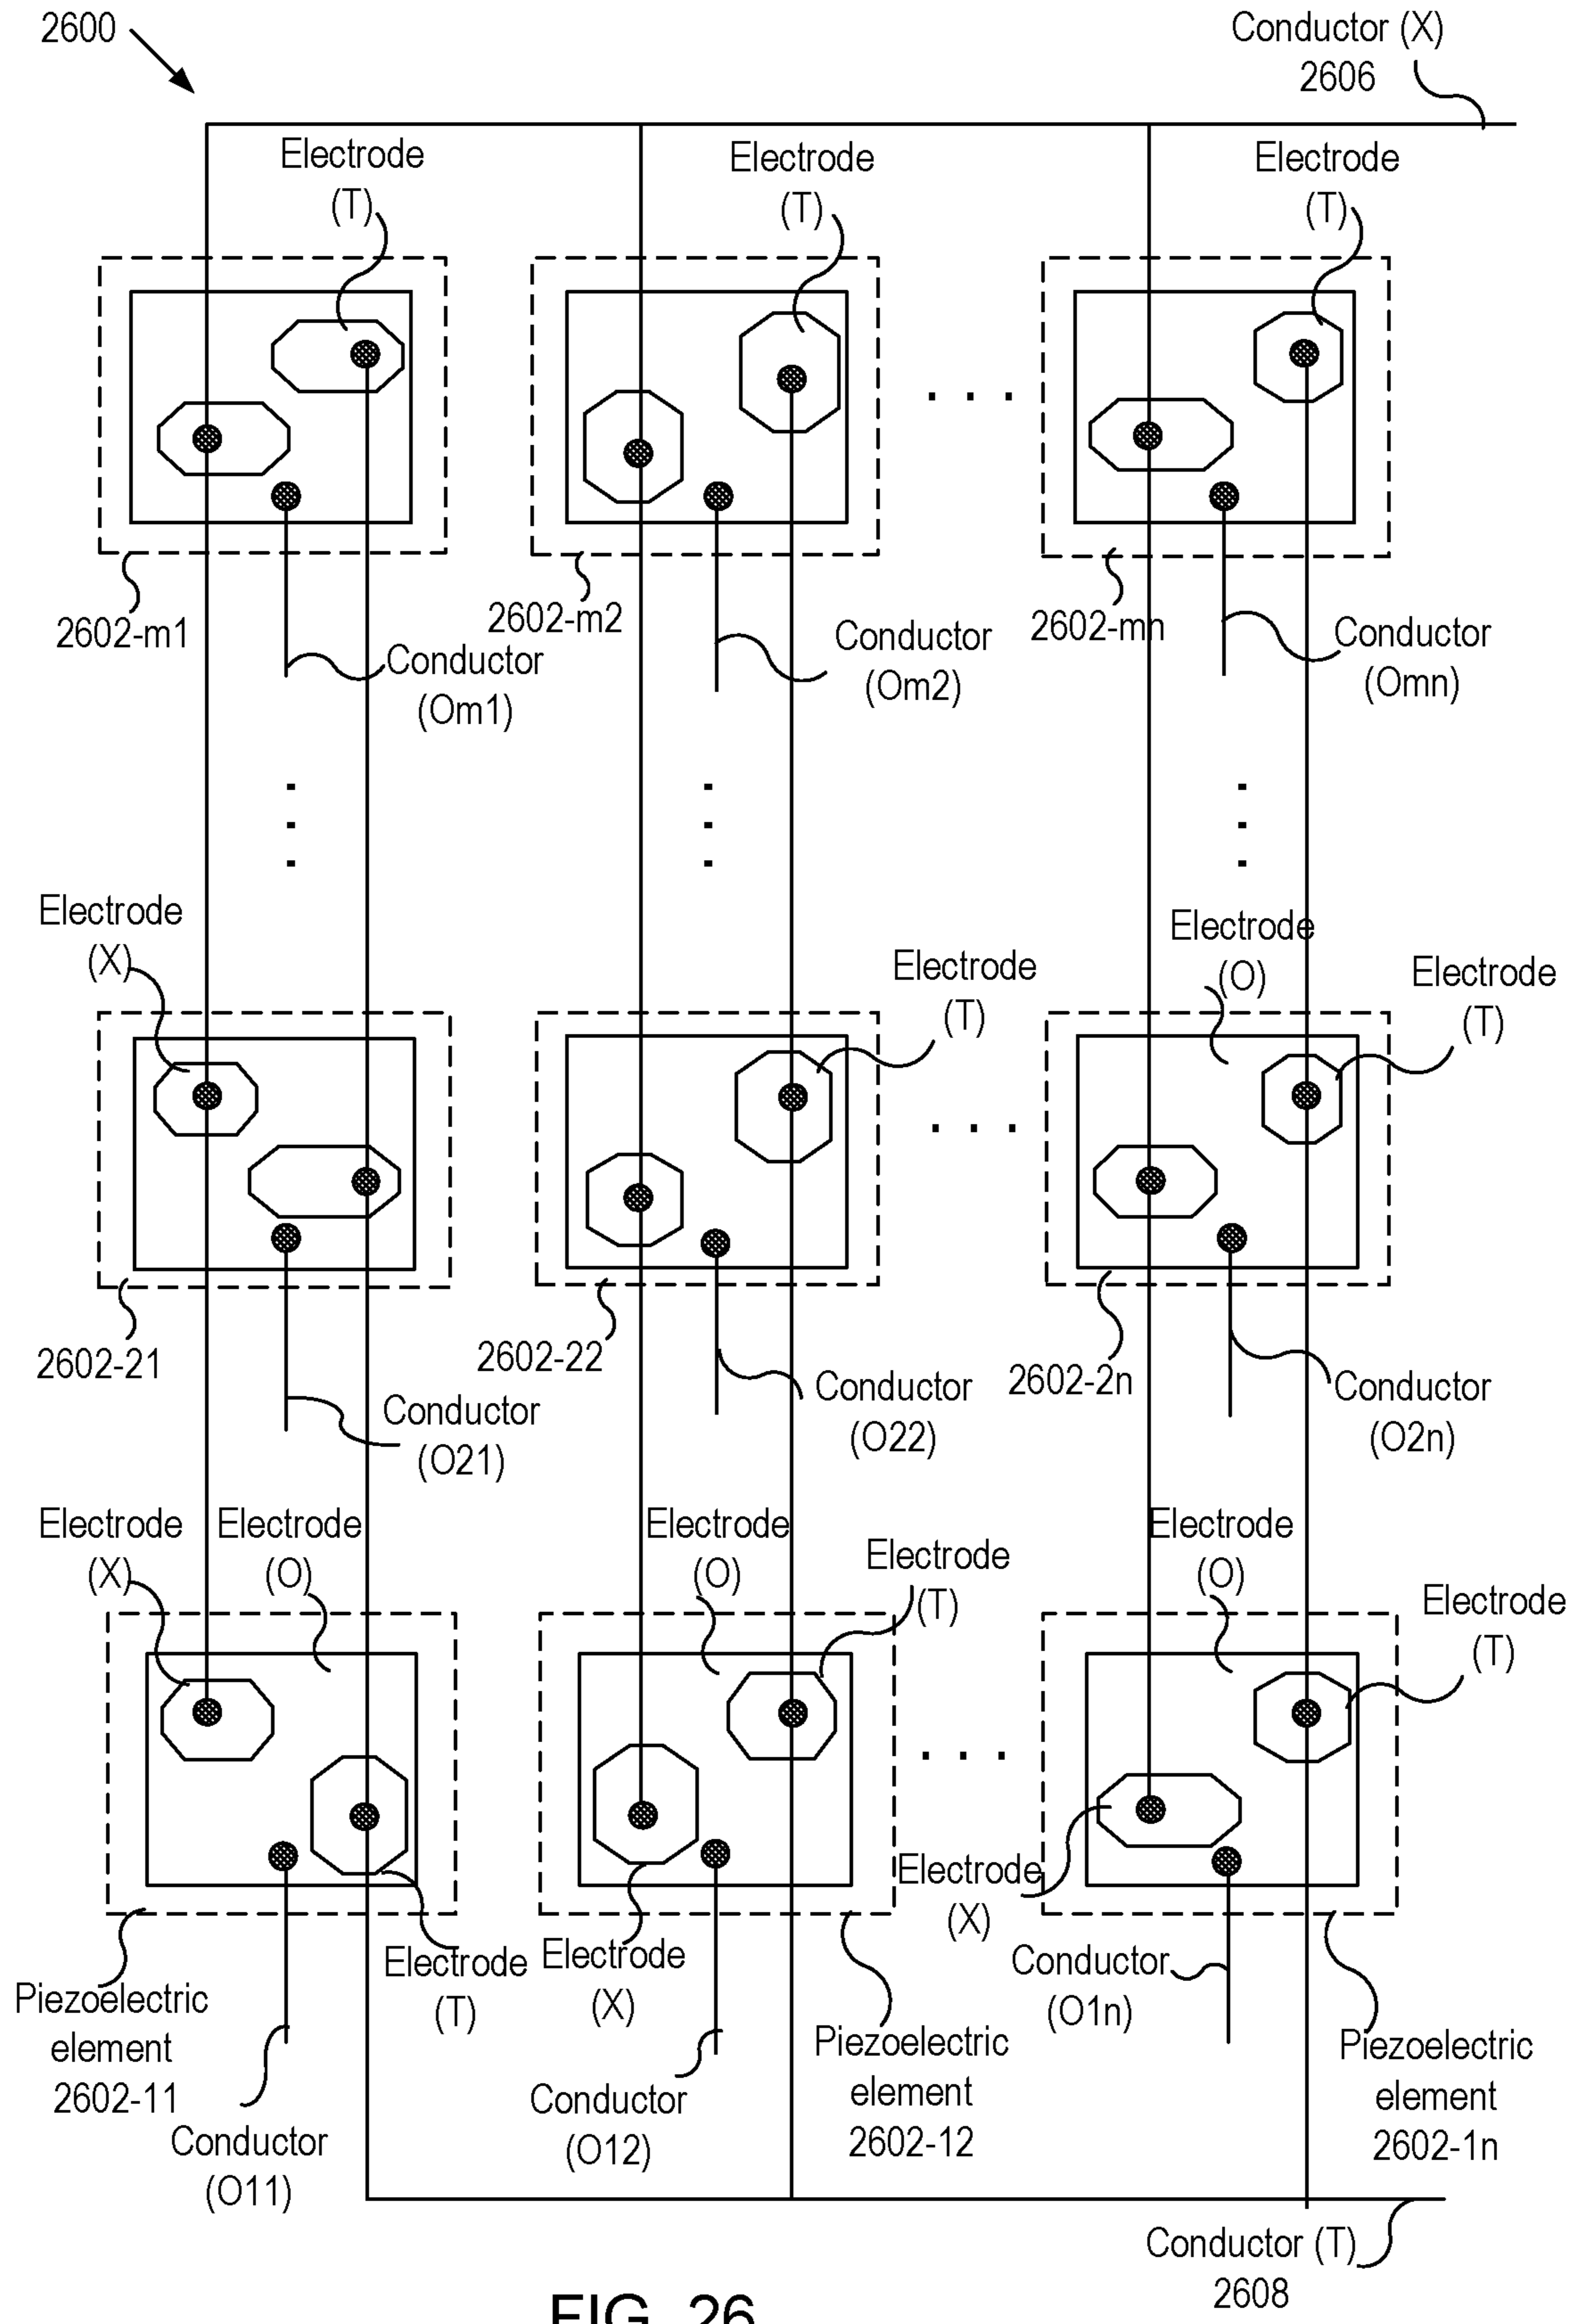 2600
Conductor (X)
2606
Electrode
(T)
Electrode
(T)
Electrode
(T)
2602-m1
2602-m2
2602-mn
Conductor
(Om1)
Conductor
(Om2)
Conductor
(Omn)
Electrode
(X)
Electrode
(T)
Electrode
(O)
Electrode
(T)
2602-21
2602-22
2602-2n
Conductor
(O21)
Conductor
(O22)
Conductor
(O2n)
Electrode
(X)
Electrode
(O)
Electrode
(O)
Electrode
(T)
Electrode
(O)
Electrode
(T)
Electrode
(T)
Electrode
(X)
Electrode
(X)
Piezoelectric
element
2602-11
Conductor
(O11)
Conductor
(O12)
Piezoelectric
element
2602-12
Conductor
(O1n)
Piezoelectric
element
2602-1n
Conductor (T)
2608
FIG. 26